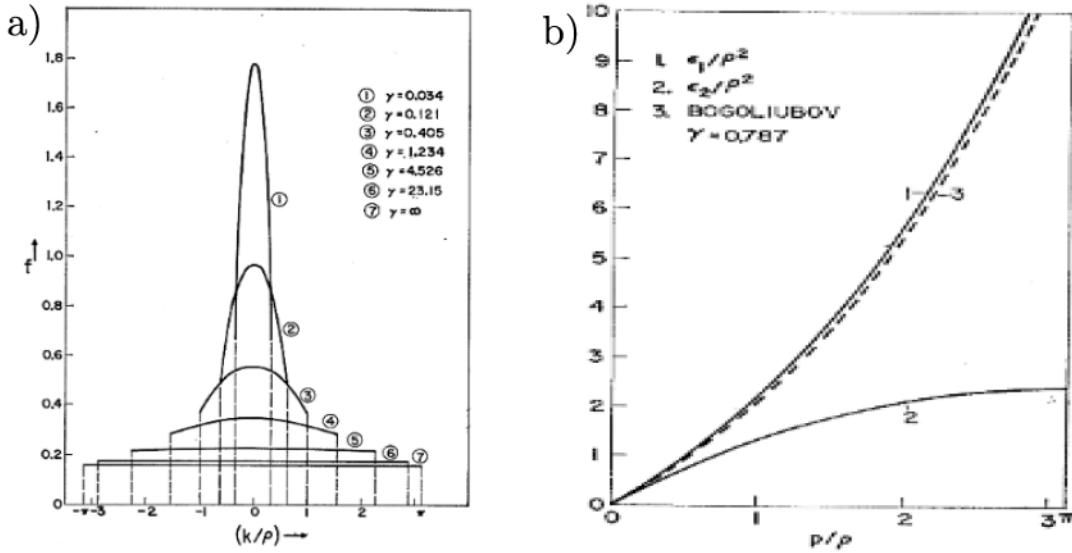 a)
1.8
1.6
1.4
1.2
1.0
0.8
0.6
0.4
0.2
0
f
① γ=0.034
② γ=0.121
③ γ=0.405
④ γ=1.234
⑤ γ=4.526
⑥ γ=23.15
⑦ γ=∞
①
②
③
④
⑤
⑥
⑦
-π -3 -2 -1 0 1 2 π
(k/ρ)
b)
10
9
8
7
6
5
4
3
2
1
0
1. ϵ₁/ρ²
2. ϵ₂/ρ²
3. BOGOLIUBOV
γ=0.787
1 3
2
0 1 2 3 π
p/ρ